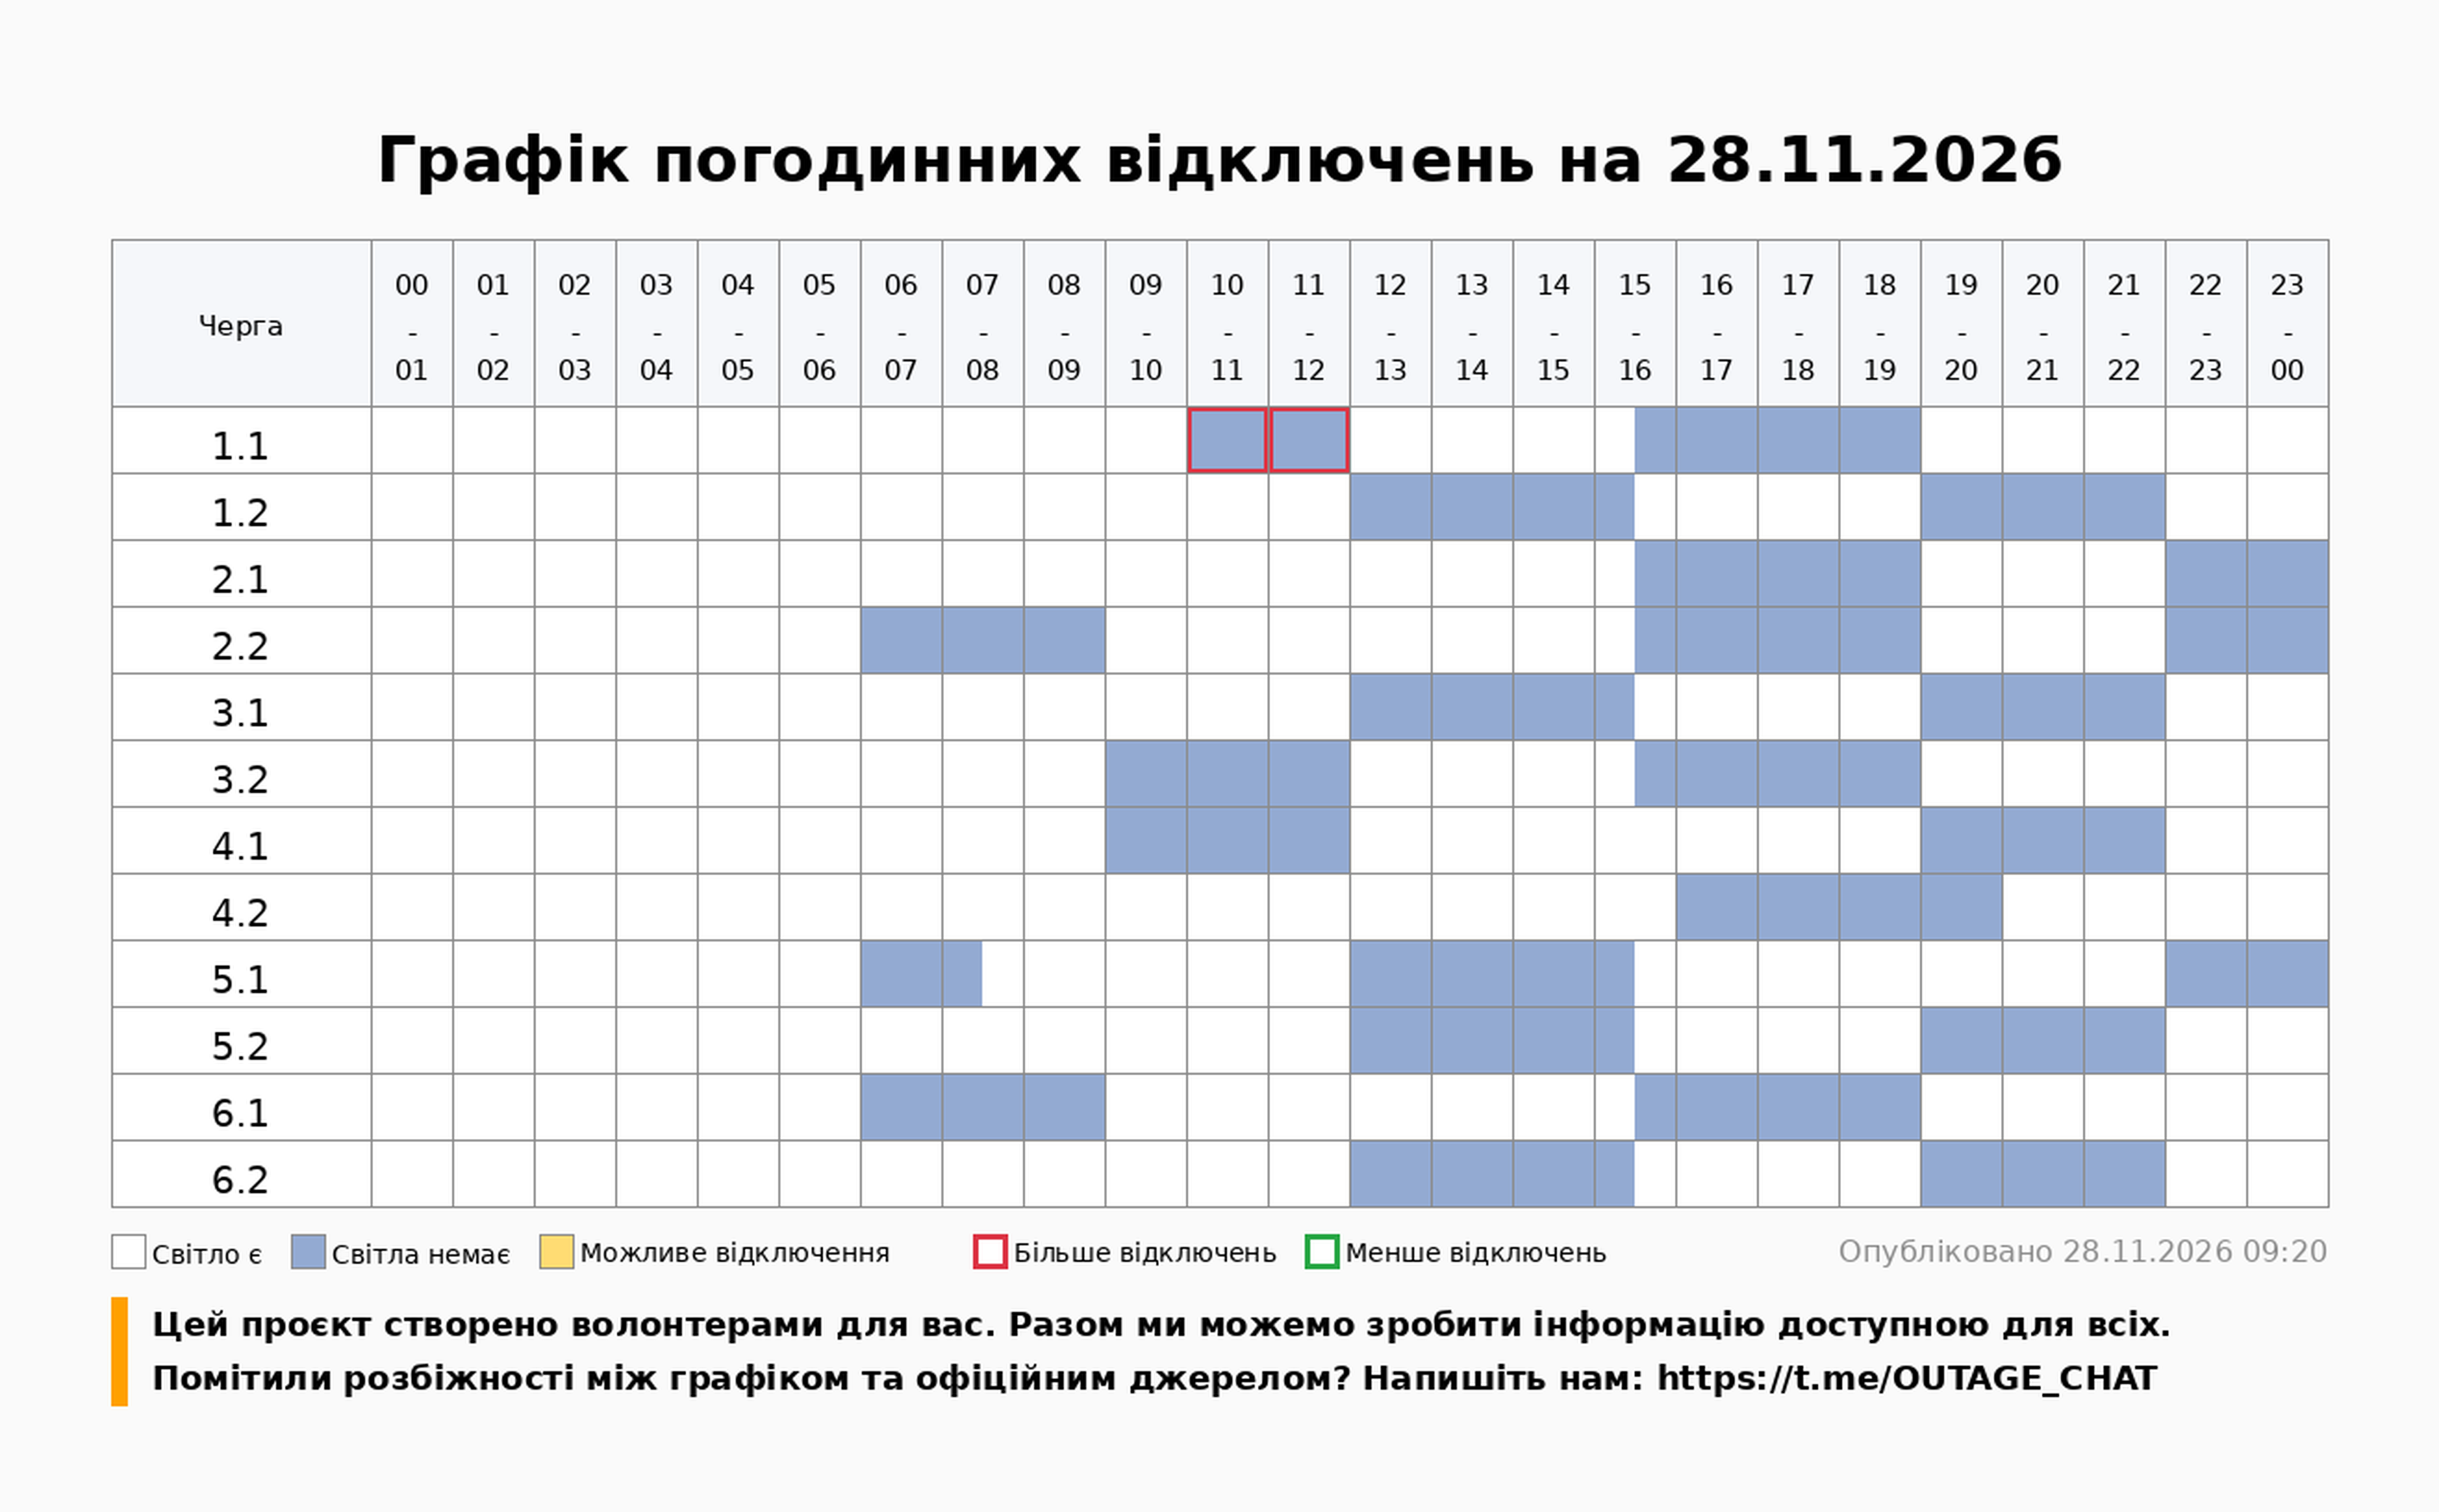 Графік погодинних відключень на 28.11.2026
Черга
00 - 01
01 - 02
02 - 03
03 - 04
04 - 05
05 - 06
06 - 07
07 - 08
08 - 09
09 - 10
10 - 11
11 - 12
12 - 13
13 - 14
14 - 15
15 - 16
16 - 17
17 - 18
18 - 19
19 - 20
20 - 21
21 - 22
22 - 23
23 - 00
1.1
1.2
2.1
2.2
3.1
3.2
4.1
4.2
5.1
5.2
6.1
6.2
Світло є
Світла немає
Можливе відключення
Більше відключень
Менше відключень
Опубліковано 28.11.2026 09:20
Цей проєкт створено волонтерами для вас. Разом ми можемо зробити інформацію доступною для всіх.
Помітили розбіжності між графіком та офіційним джерелом? Напишіть нам: https://t.me/OUTAGE_CHAT